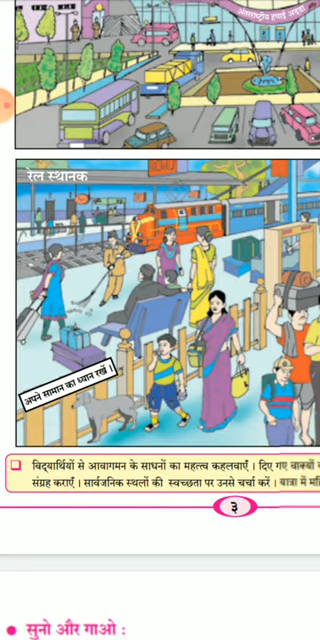 अंतरराष्ट्रीय हवाई अड्डा
रेल स्थानक
अपने सामान का ध्यान रखें ।
विद्यार्थियों से आवागमन के साधनों का महत्त्व कहलवाएँ । दिए गए वाक्यों
संग्रह कराएँ । सार्वजनिक स्थलों की स्वच्छता पर उनसे चर्चा करें । यात्रा में
३
सुनो और गाओ :